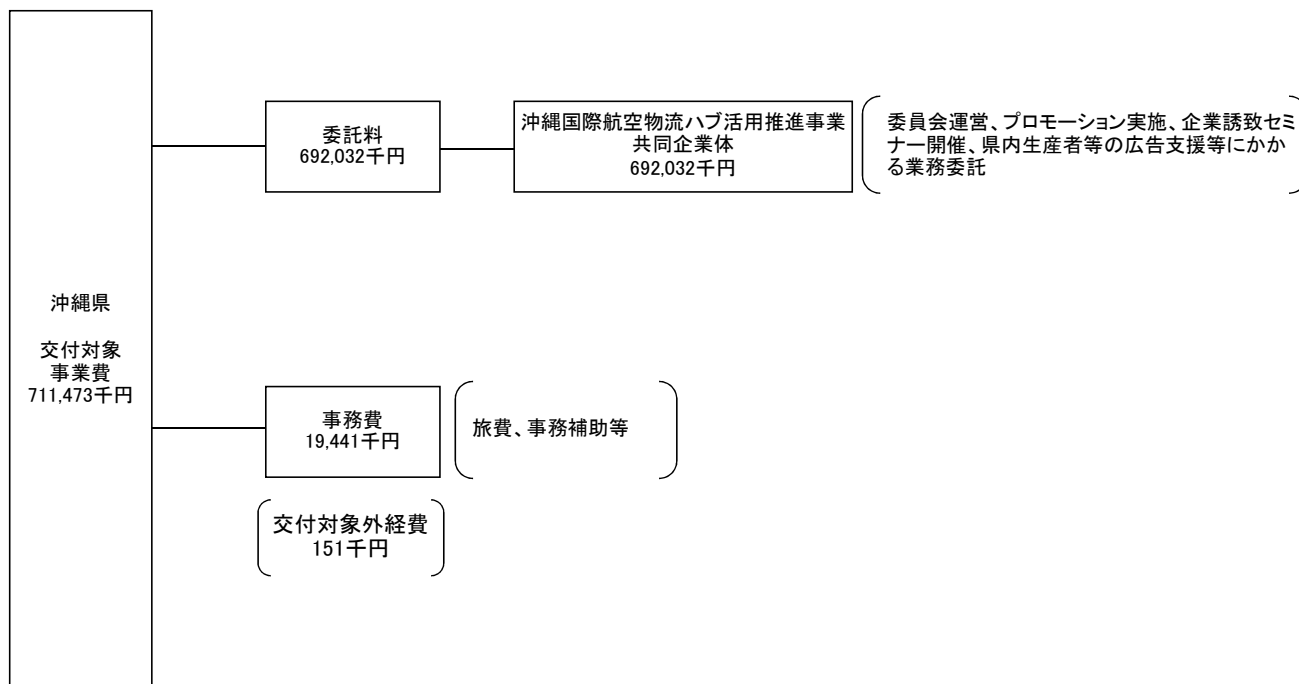 沖縄県
交付対象
事業費
711,473千円
委託料
692,032千円
沖縄国際航空物流ハブ活用推進事業
共同企業体
692,032千円
委員会運営、プロモーション実施、企業誘致セミ
ナー開催、県内生産者等の広告支援等にかか
る業務委託
事務費
19,441千円
旅費、事務補助等
交付対象外経費
151千円